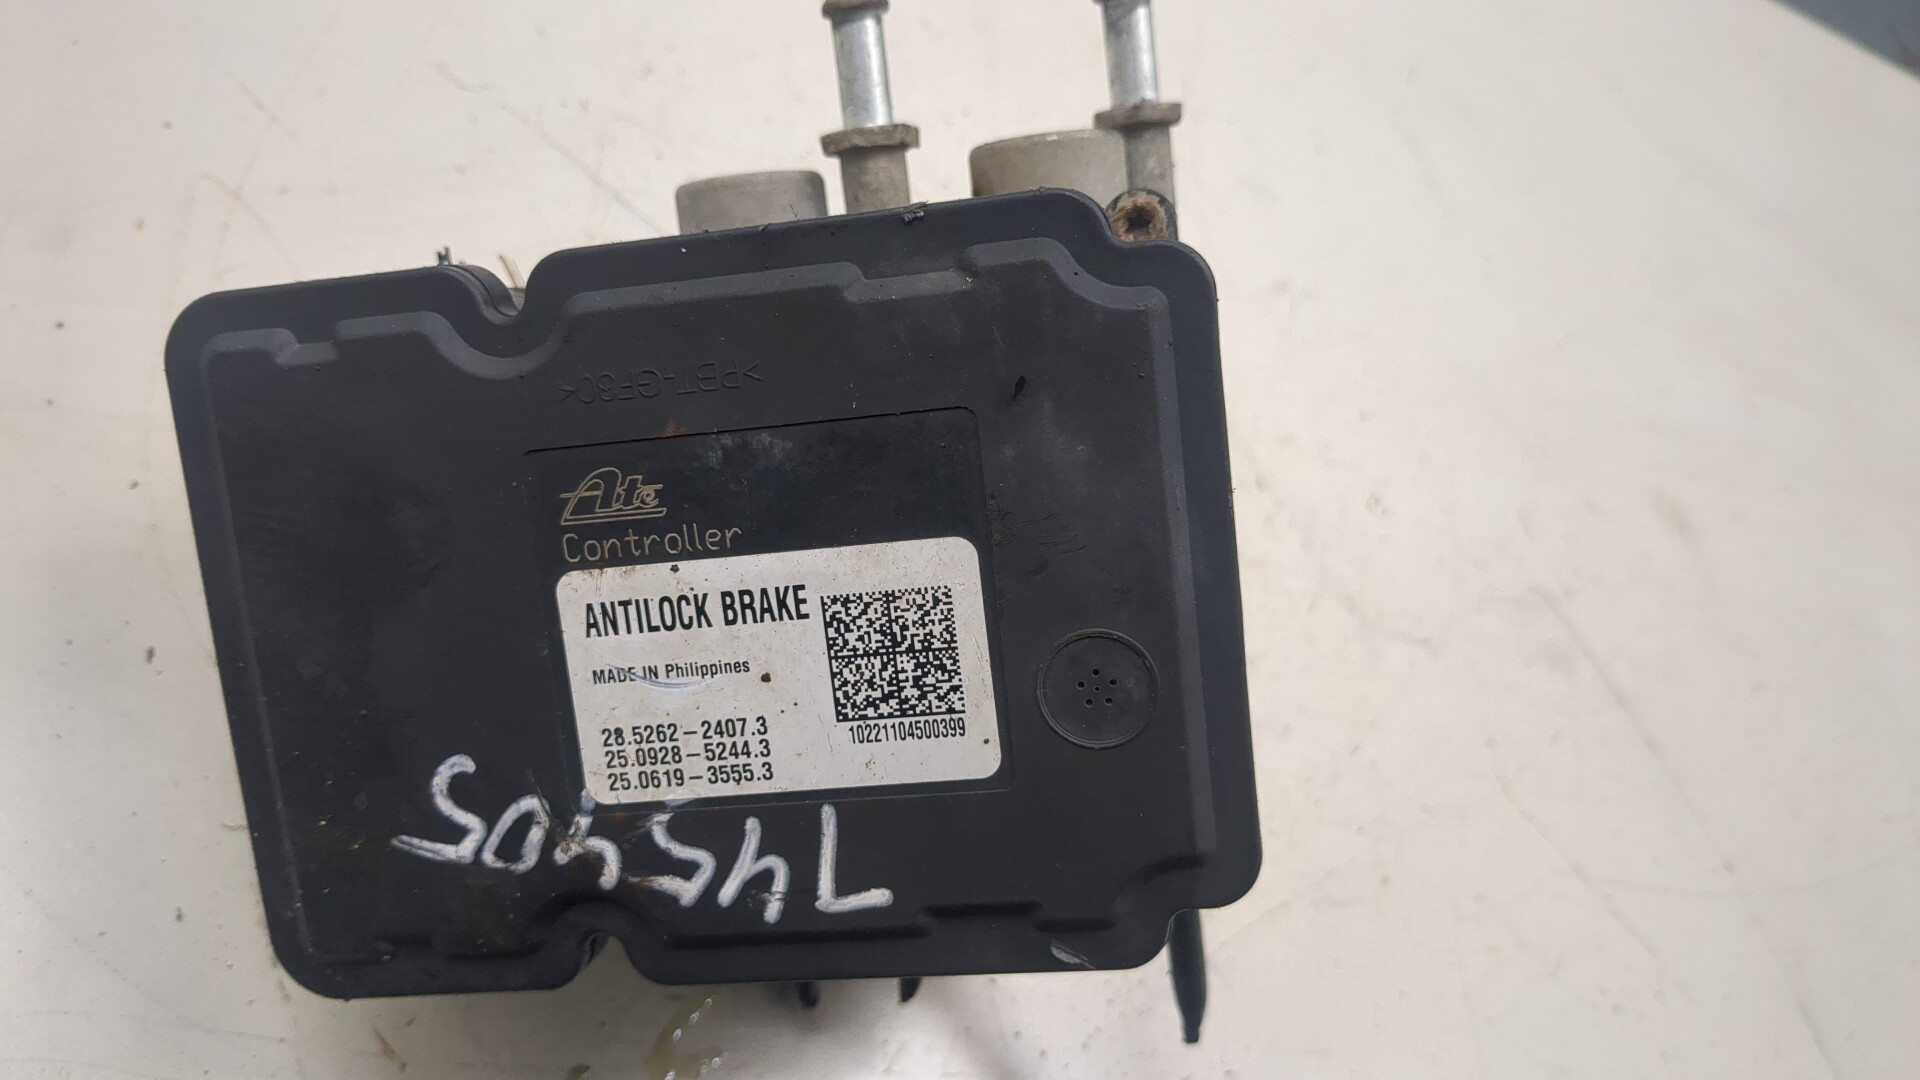 >PBT-GF30<
Ate
Controller
ANTILOCK BRAKE
MADE IN Philippines
28.5262-2407.3
25.0928-5244.3
25.0619-3555.3
10221104500399